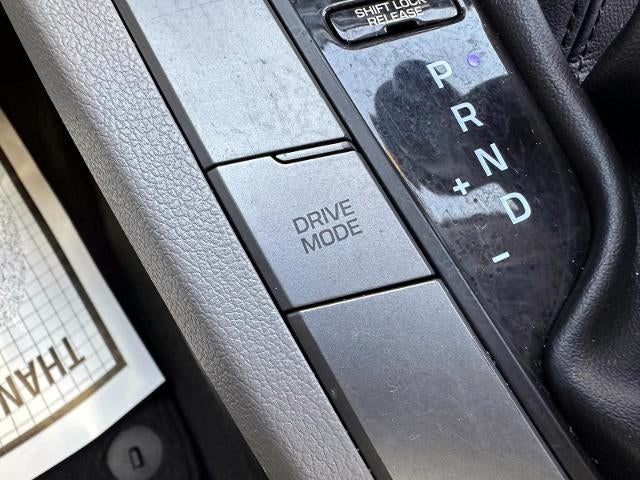 SHIFT LOCK
RELEASE
P
R
N
D
+
-
DRIVE
MODE
THAN